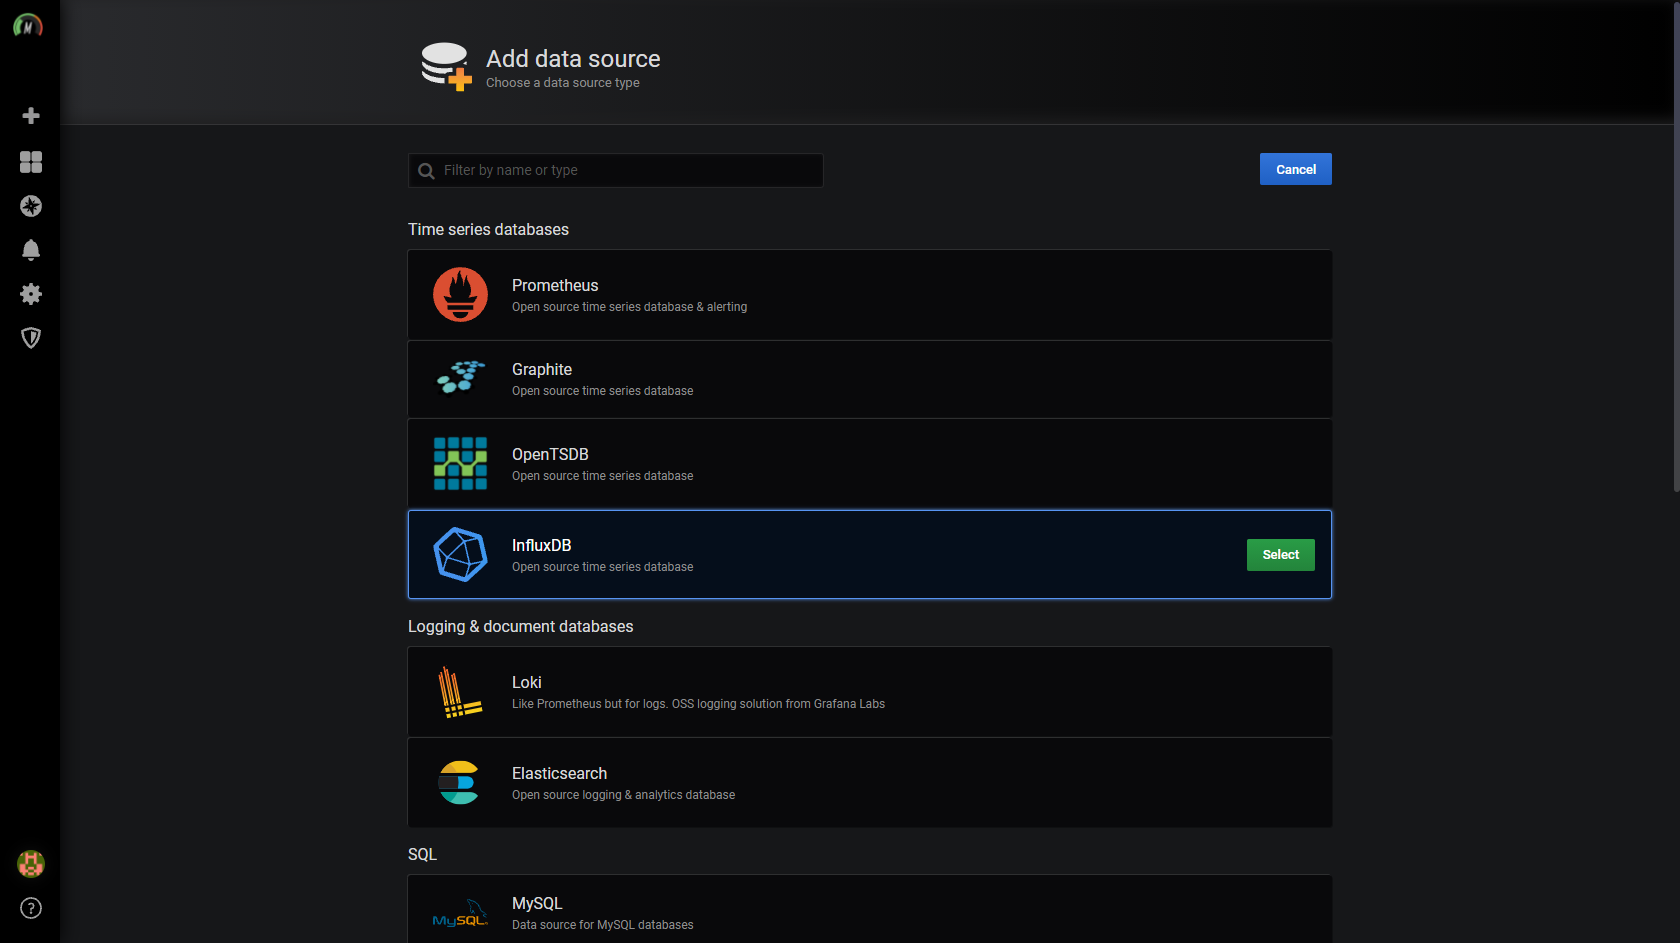 M
Add data source
Choose a data source type
Filter by name or type
Cancel
Time series databases
Prometheus
Open source time series database & alerting
Graphite
Open source time series database
OpenTSDB
Open source time series database
InfluxDB
Open source time series database
Select
Logging & document databases
Loki
Like Prometheus but for logs. OSS logging solution from Grafana Labs
Elasticsearch
Open source logging & analytics database
SQL
MySQL
MySQL
Data source for MySQL databases
?